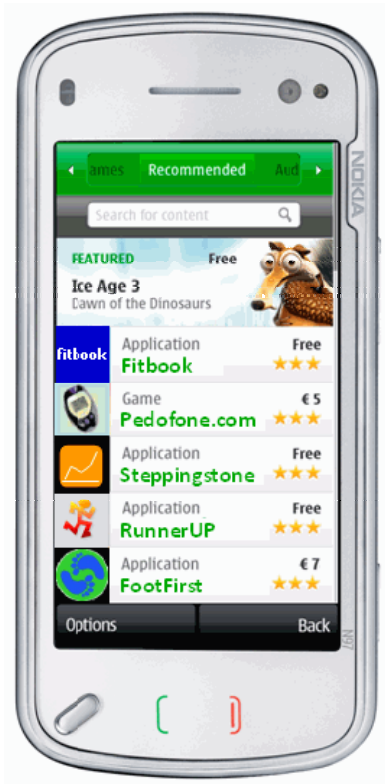 NOKIA
ames Recommended Aud
Search for content
FEATURED Free
Ice Age 3
Dawn of the Dinosaurs
fitbook
Application Free
Fitbook
Game € 5
Pedofone.com
Application Free
Steppingstone
Application Free
RunnerUP
Application € 7
FootFirst
Options Back
N97